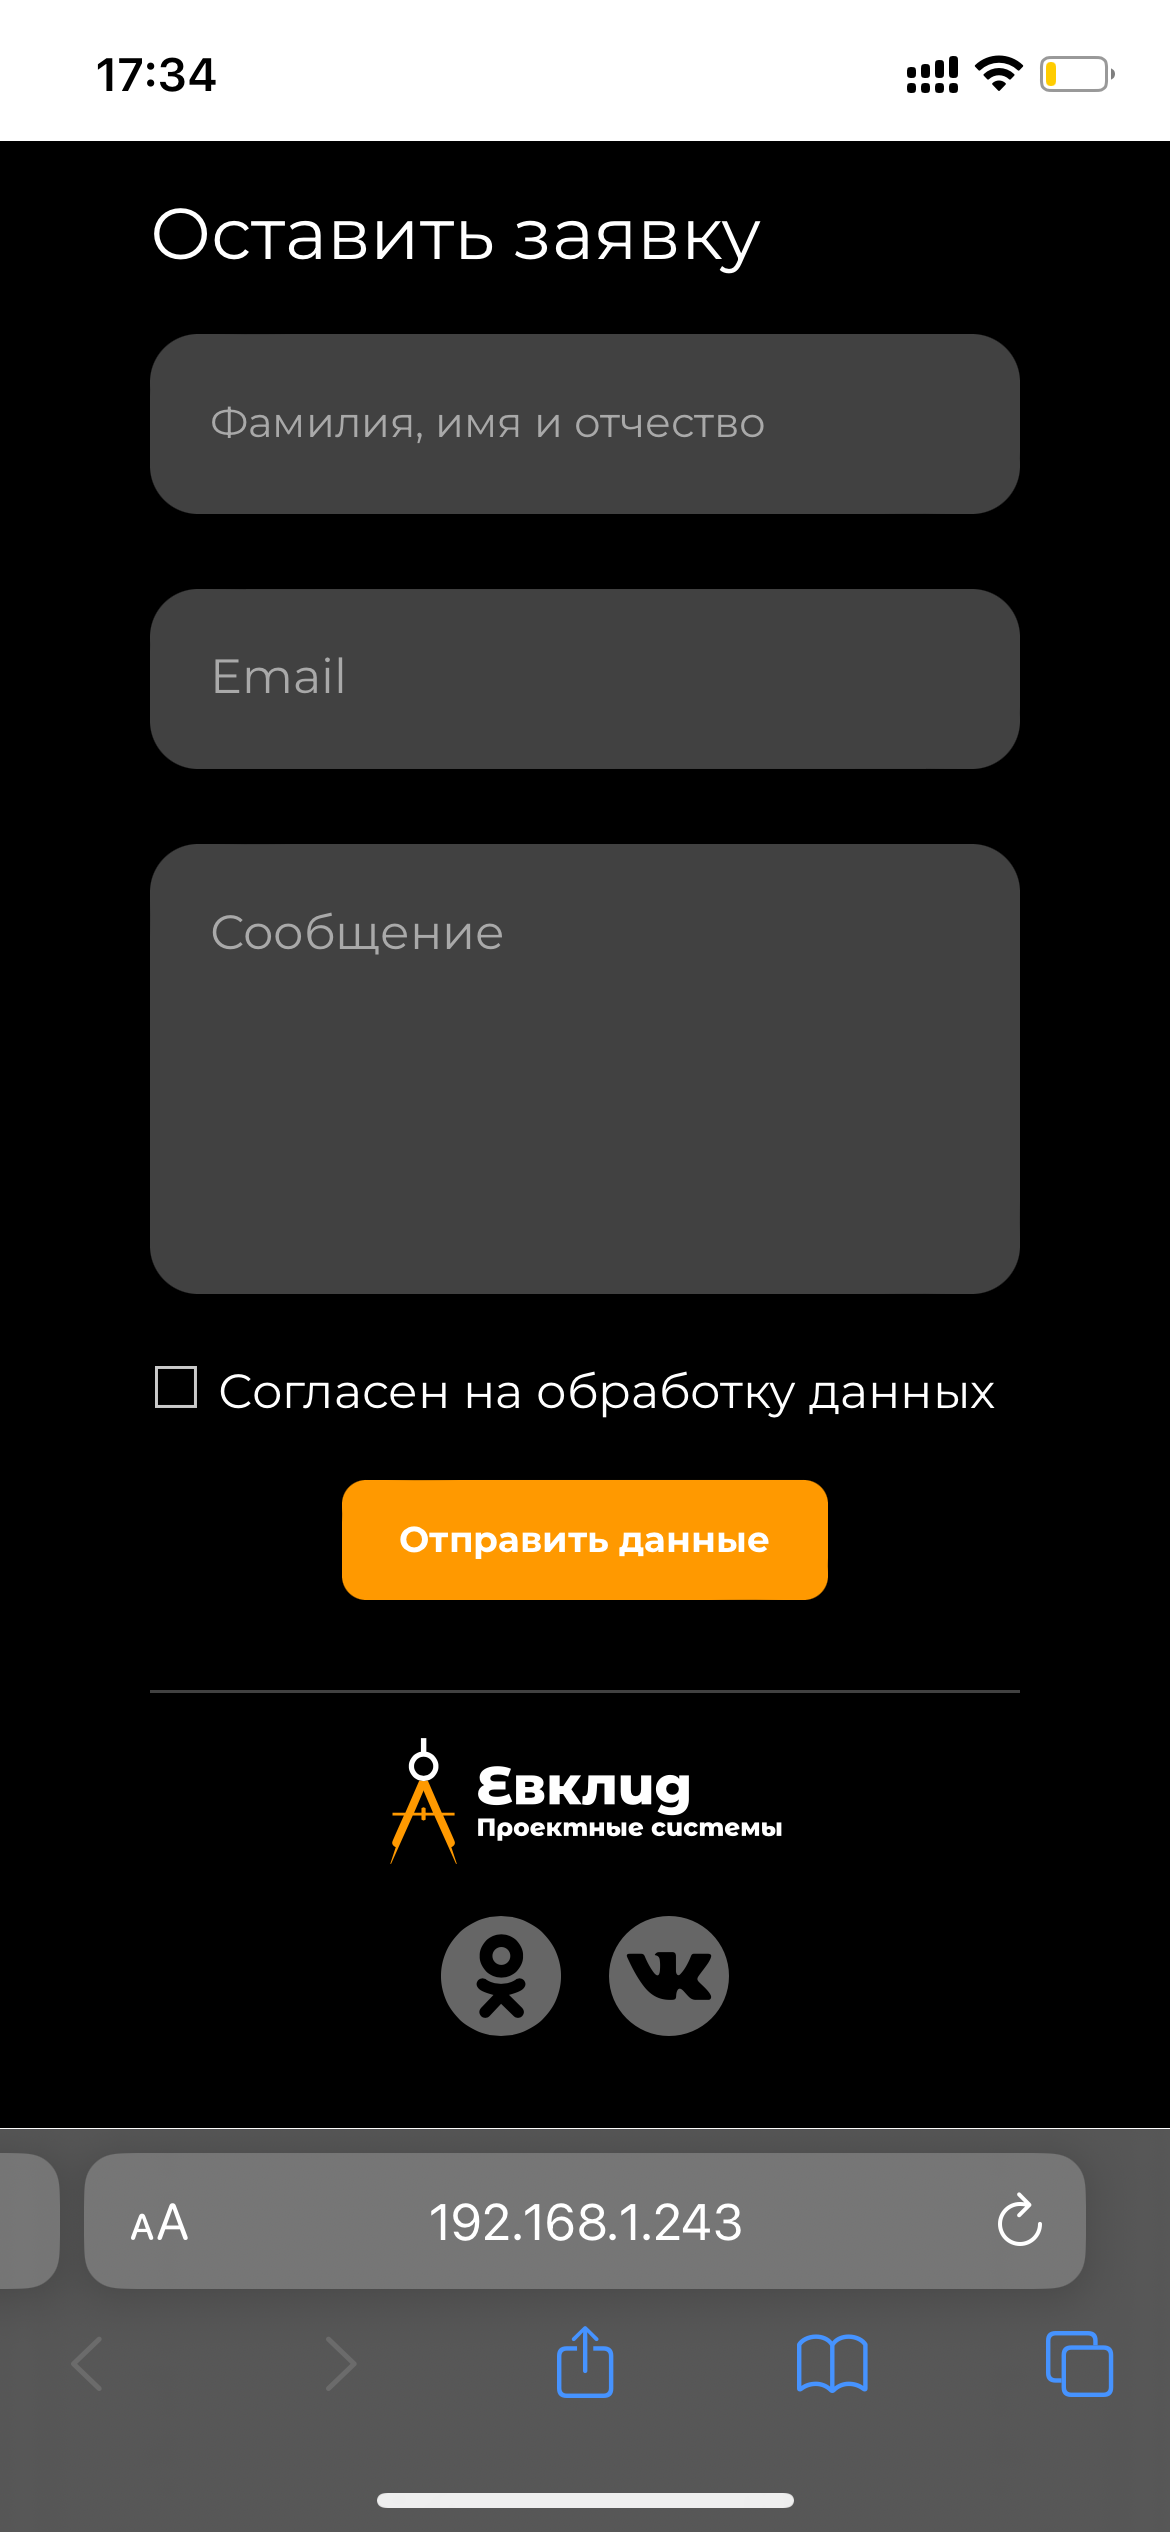 17:34
Оставить заявку
Фамилия, имя и отчество
Email
Сообщение
Согласен на обработку данных
Отправить данные
Евклид
Проектные системы
AA
192.168.1.243